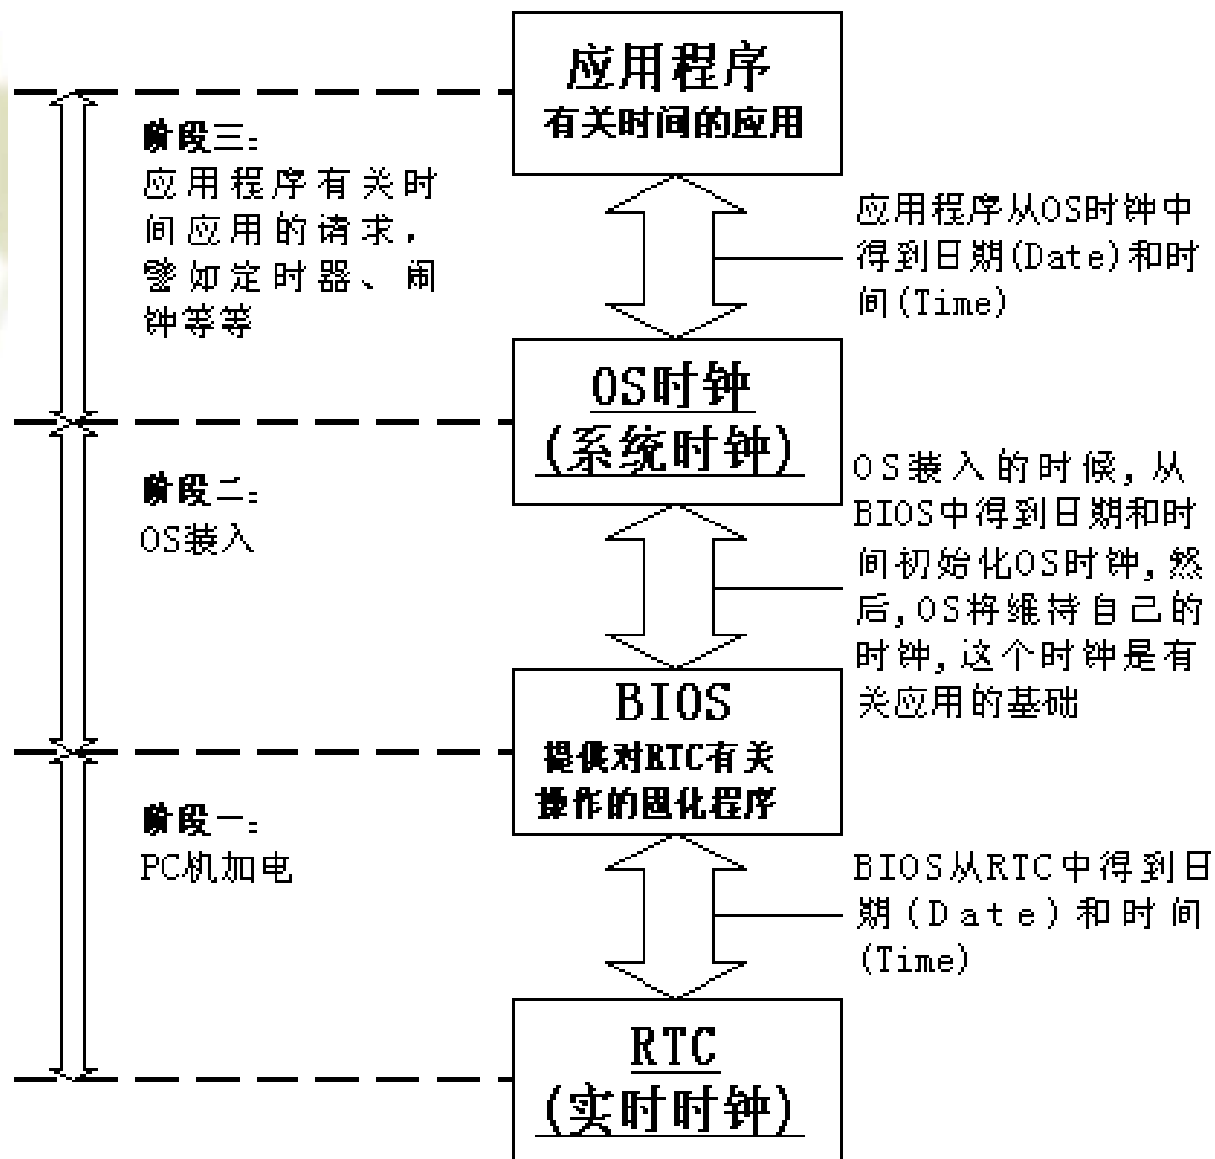 应用程序
有关时间的应用
阶段三:
应用程序有关时
间应用的请求,
譬如定时器、闹
钟等等
应用程序从OS时钟中
得到日期(Date)和时
间(Time)
OS时钟
(系统时钟)
阶段二:
OS装入
OS装入的时候,从
BIOS中得到日期和时
间初始化OS时钟,然
后,OS将维持自己的
时钟,这个时钟是有
关应用的基础
BIOS
提供对RTC有关
操作的固化程序
阶段一:
PC机加电
BIOS从RTC中得到日
期(Date)和时间
(Time)
RTC
(实时时钟)